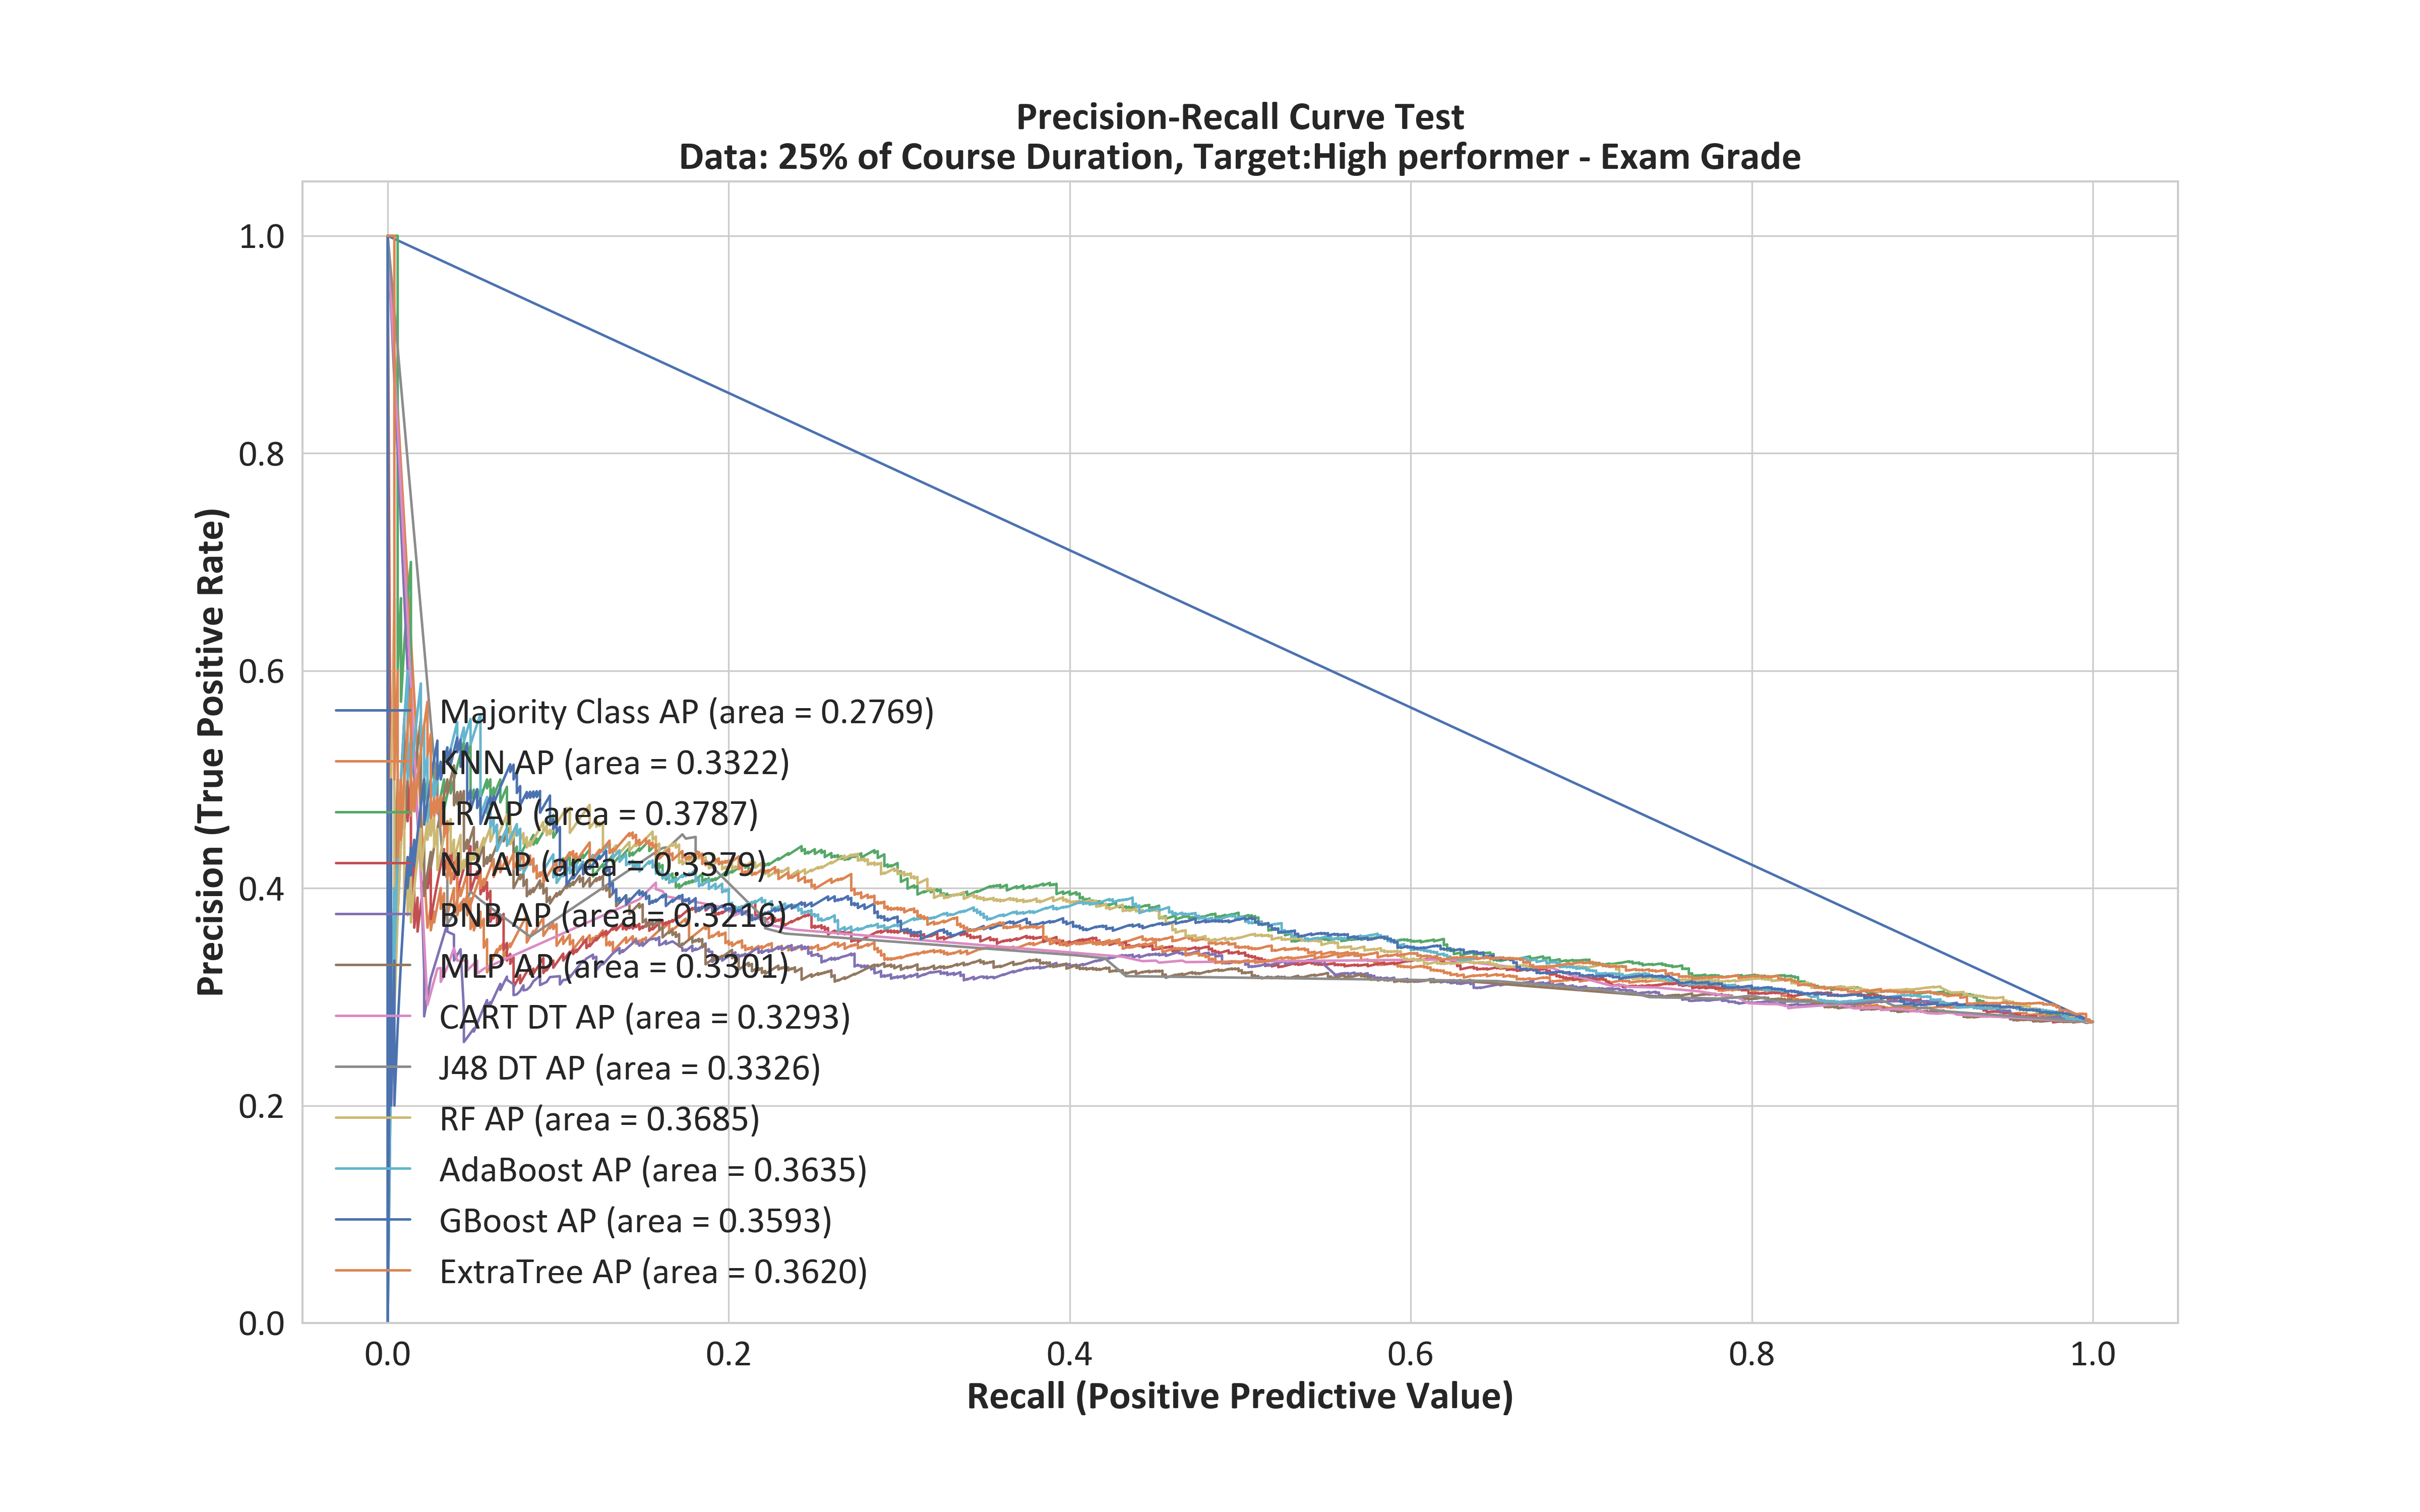 Precision-Recall Curve Test
Data: 25% of Course Duration, Target:High performer - Exam Grade
Precision (True Positive Rate)
1.0
0.8
0.6
0.4
0.2
0.0
Majority Class AP (area = 0.2769)
KNN AP (area = 0.3322)
LR AP (area = 0.3787)
NB AP (area = 0.3379)
BNB AP (area = 0.3216)
MLP AP (area = 0.3301)
CART DT AP (area = 0.3293)
J48 DT AP (area = 0.3326)
RF AP (area = 0.3685)
AdaBoost AP (area = 0.3635)
GBoost AP (area = 0.3593)
ExtraTree AP (area = 0.3620)
0.0 0.2 0.4 0.6 0.8 1.0
Recall (Positive Predictive Value)